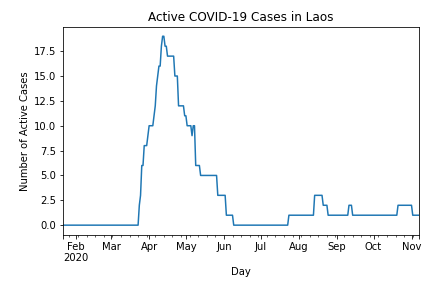 Active COVID-19 Cases in Laos
Number of Active Cases
17.5
15.0
12.5
10.0
7.5
5.0
2.5
0.0
Feb Mar Apr May Jun Jul Aug Sep Oct Nov
2020
Day